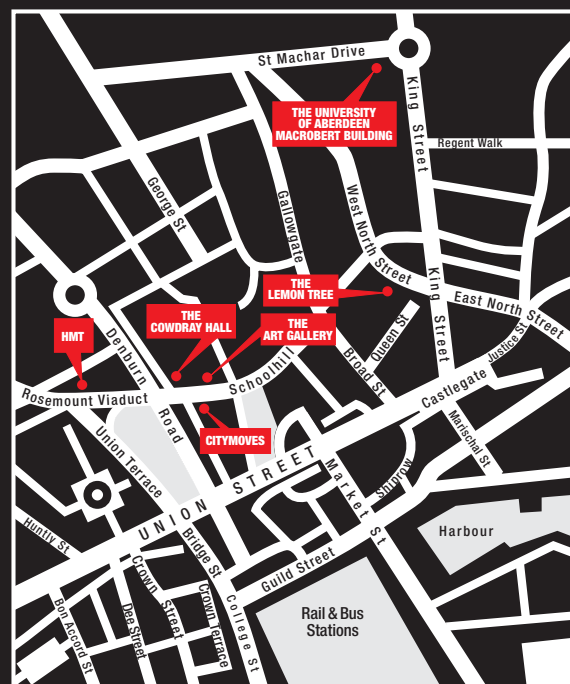 St Machar Drive
THE UNIVERSITY
OF ABERDEEN
MACROBERT BUILDING
King Street
Regent Walk
George St
Gallowgate
West North Street
THE
LEMON TREE
King Street
East North Street
THE
COWDRAY HALL
THE
ART GALLERY
HMT
Denburn Road
Schoolhill
Broad St
Queen St
Justice St
Castlegate
Rosemount Viaduct
CITYMOVES
Union Terrace
UNION STREET
Market St
Shiprow
Marischal St
Harbour
Huntly St
Bridge St
Guild Street
Crown Street
Bon Accord St
Dee Street
Crown Terrace
College St
Rail & Bus
Stations